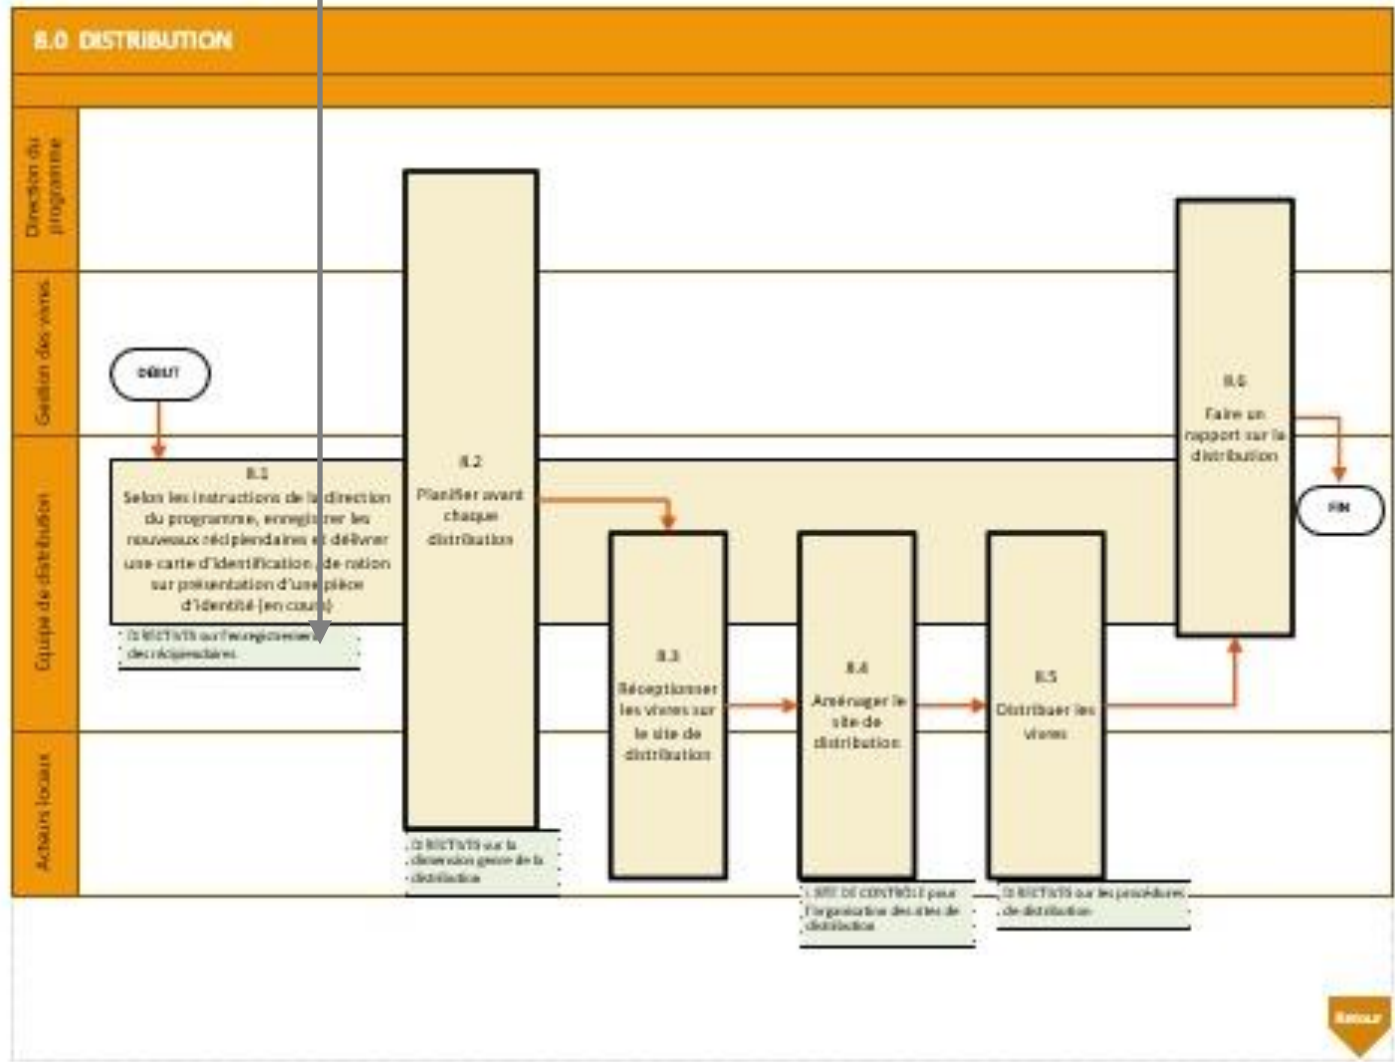 8.0 DISTRIBUTION
Direction du
programme
Gestion des vivres
Equipe de distribution
Acteurs locaux
DÉBUT
8.1
Selon les instructions de la direction
du programme, enregistrer les
nouveaux récipiendaires et délivrer
une carte d'identification de ration
sur présentation d'une pièce
d'identité (en cours)
DIRECTIVES sur l'enregistrement
des récipiendaires
8.2
Planifier avant
chaque
distribution
DIRECTIVES sur la
dimension genre de la
distribution
8.3
Réceptionner
les vivres sur
le site de
distribution
8.4
Aménager le
site de
distribution
LISTE DE CONTRÔLE pour
l'organisation des sites de
distribution
8.5
Distribuer les
vivres
DIRECTIVES sur les procédures
de distribution
8.6
Faire un
rapport sur la
distribution
FIN
Retour